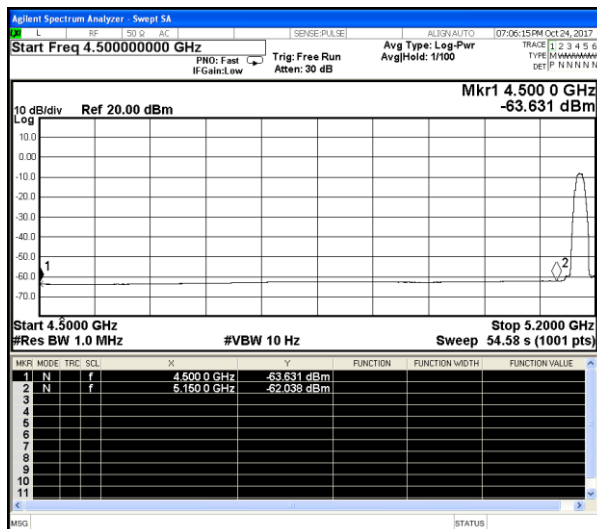 Agilent Spectrum Analyzer - Swept SA
L RF 50 Ω AC SENSE:PULSE ALIGN AUTO 07:06:15 PM Oct 24, 2017
Start Freq 4.500000000 GHz
PNO: Fast
IFGain:Low
Trig: Free Run
Atten: 30 dB
Avg Type: Log-Pwr
Avg|Hold: 1/100
TRACE 1 2 3 4 5 6
TYPE M
DET P N N N N N
Mkr1 4.500 0 GHz
-63.631 dBm
10 dB/div Ref 20.00 dBm
Log
10.0
0.00
-10.0
-20.0
-30.0
-40.0
-50.0
-60.0
-70.0
1
2
Start 4.5000 GHz Stop 5.2000 GHz
#Res BW 1.0 MHz #VBW 10 Hz Sweep 54.58 s (1001 pts)
MKR MODE TRC SCL X Y FUNCTION FUNCTION WIDTH FUNCTION VALUE
1 N f 4.500 0 GHz -63.631 dBm
2 N f 5.150 0 GHz -62.038 dBm
3
4
5
6
7
8
9
10
11
MSG STATUS